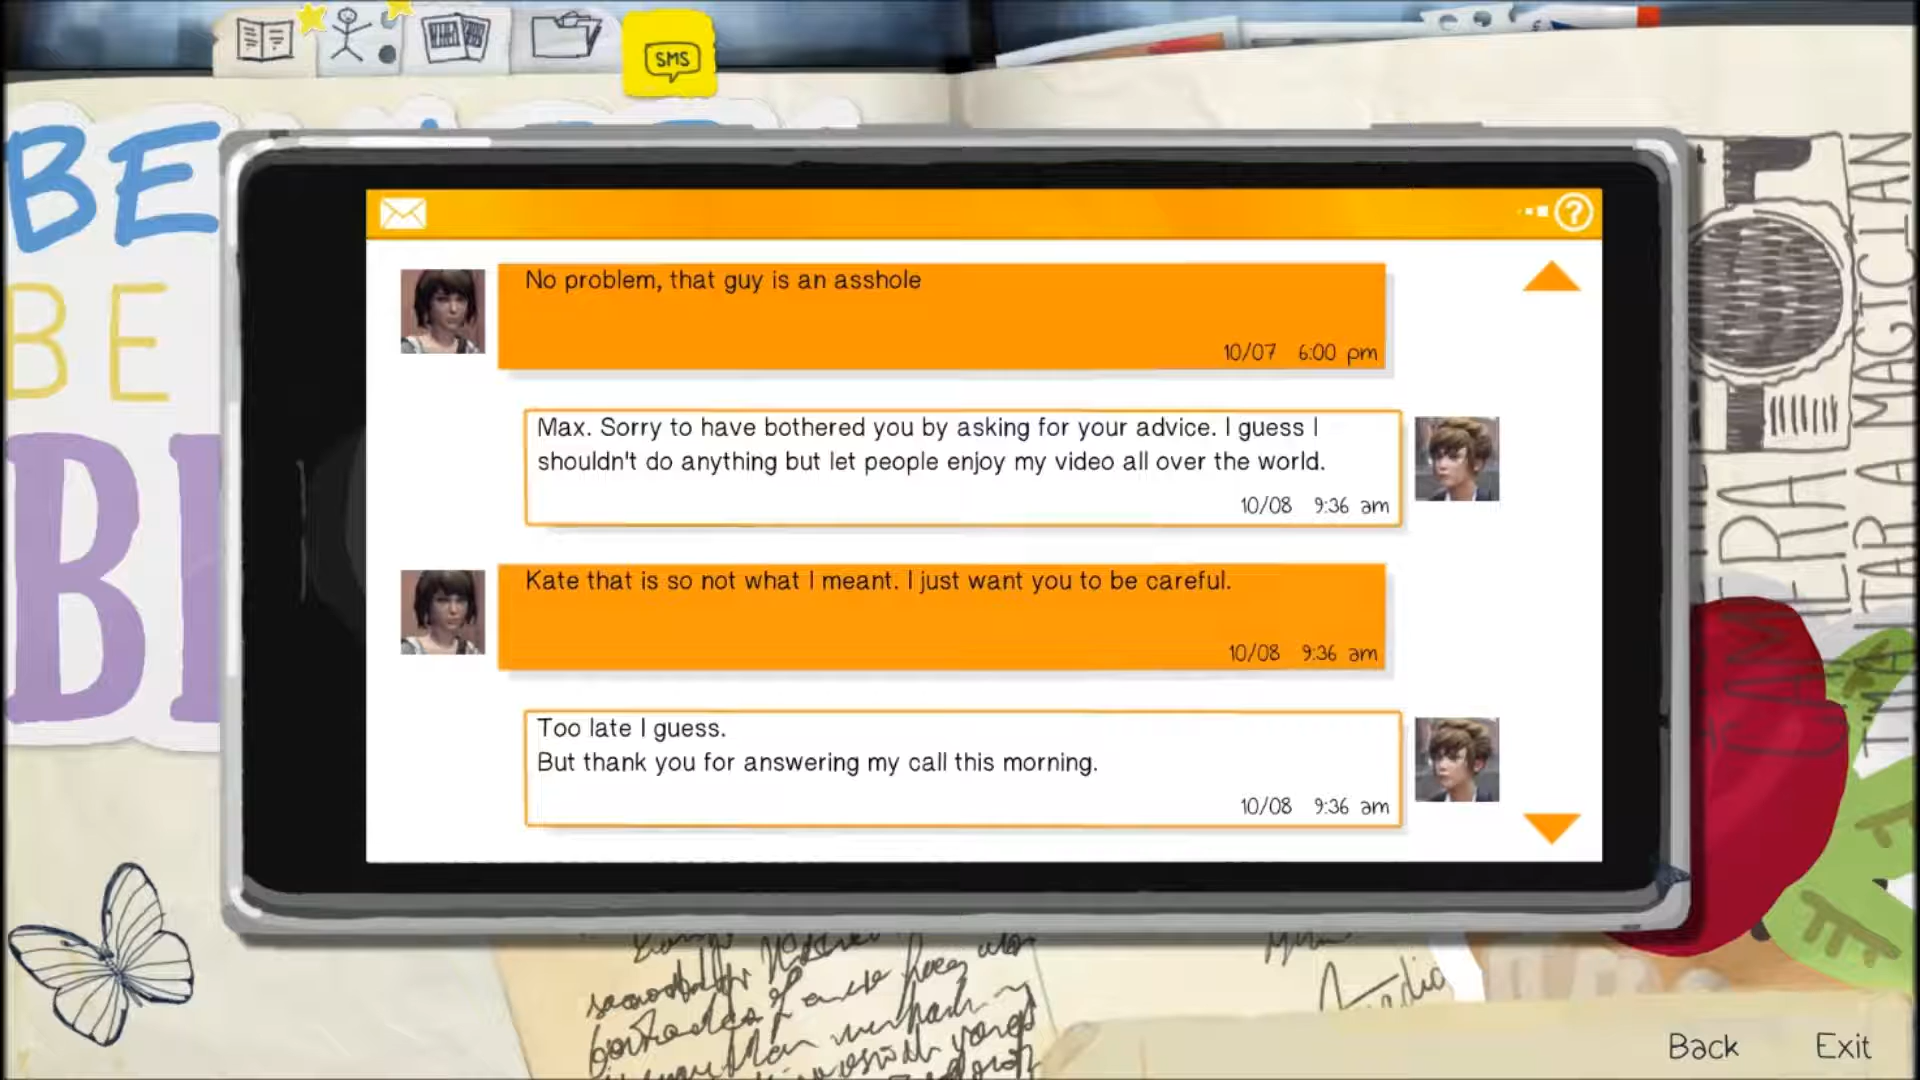 SMS
BE
BE
No problem, that guy is an asshole
10/07 6:00 pm
Max. Sorry to have bothered you by asking for your advice. I guess I
shouldn't do anything but let people enjoy my video all over the world.
10/08 9:36 am
Kate that is so not what I meant. I just want you to be careful.
10/08 9:36 am
Too late I guess.
But thank you for answering my call this morning.
10/08 9:36 am
MAGICIAN
Back Exit